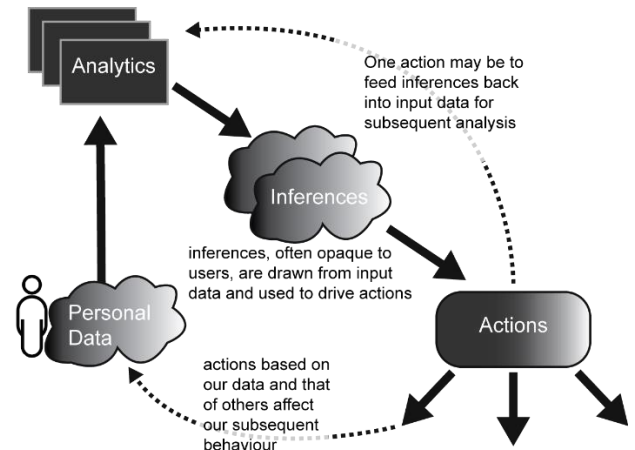 Analytics
One action may be to
feed inferences back
into input data for
subsequent analysis
Inferences
inferences, often opaque to
users, are drawn from input
data and used to drive actions
Personal
Data
Actions
actions based on
our data and that
of others affect
our subsequent
behaviour